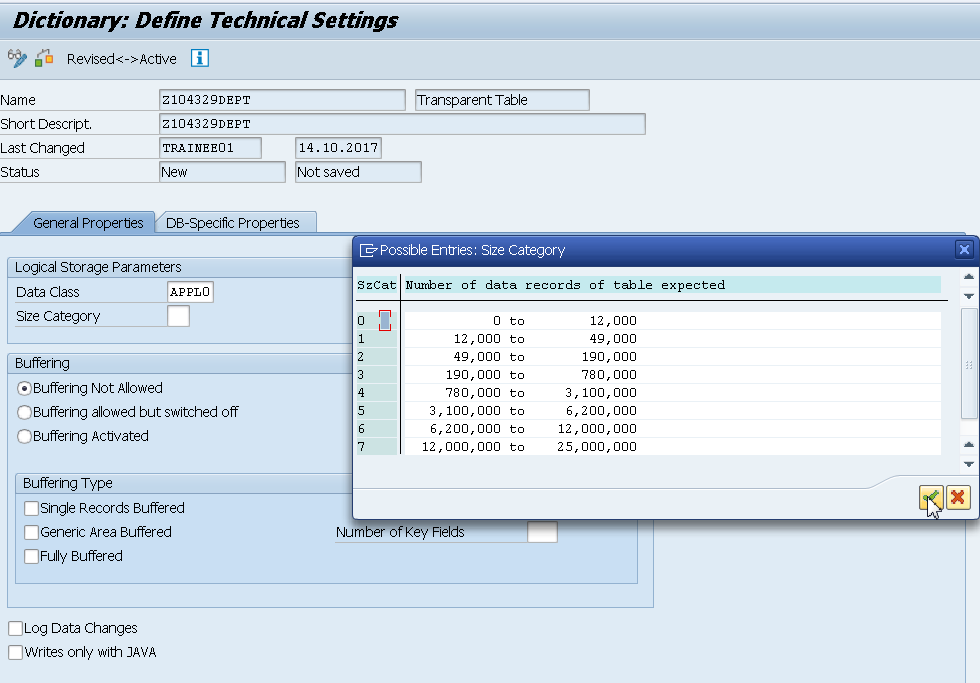 Dictionary: Define Technical Settings
Revised<->Active
Name Z104329DEPT Transparent Table
Short Descript. Z104329DEPT
Last Changed TRAINEE01 14.10.2017
Status New Not saved
General Properties DB-Specific Properties
Logical Storage Parameters
Data Class APPL0
Size Category
Buffering
Buffering Not Allowed
Buffering allowed but switched off
Buffering Activated
Buffering Type
Single Records Buffered
Generic Area Buffered Number of Key Fields
Fully Buffered
Log Data Changes
Writes only with JAVA
Possible Entries: Size Category
SzCat Number of data records of table expected
0 0 to 12,000
1 12,000 to 49,000
2 49,000 to 190,000
3 190,000 to 780,000
4 780,000 to 3,100,000
5 3,100,000 to 6,200,000
6 6,200,000 to 12,000,000
7 12,000,000 to 25,000,000